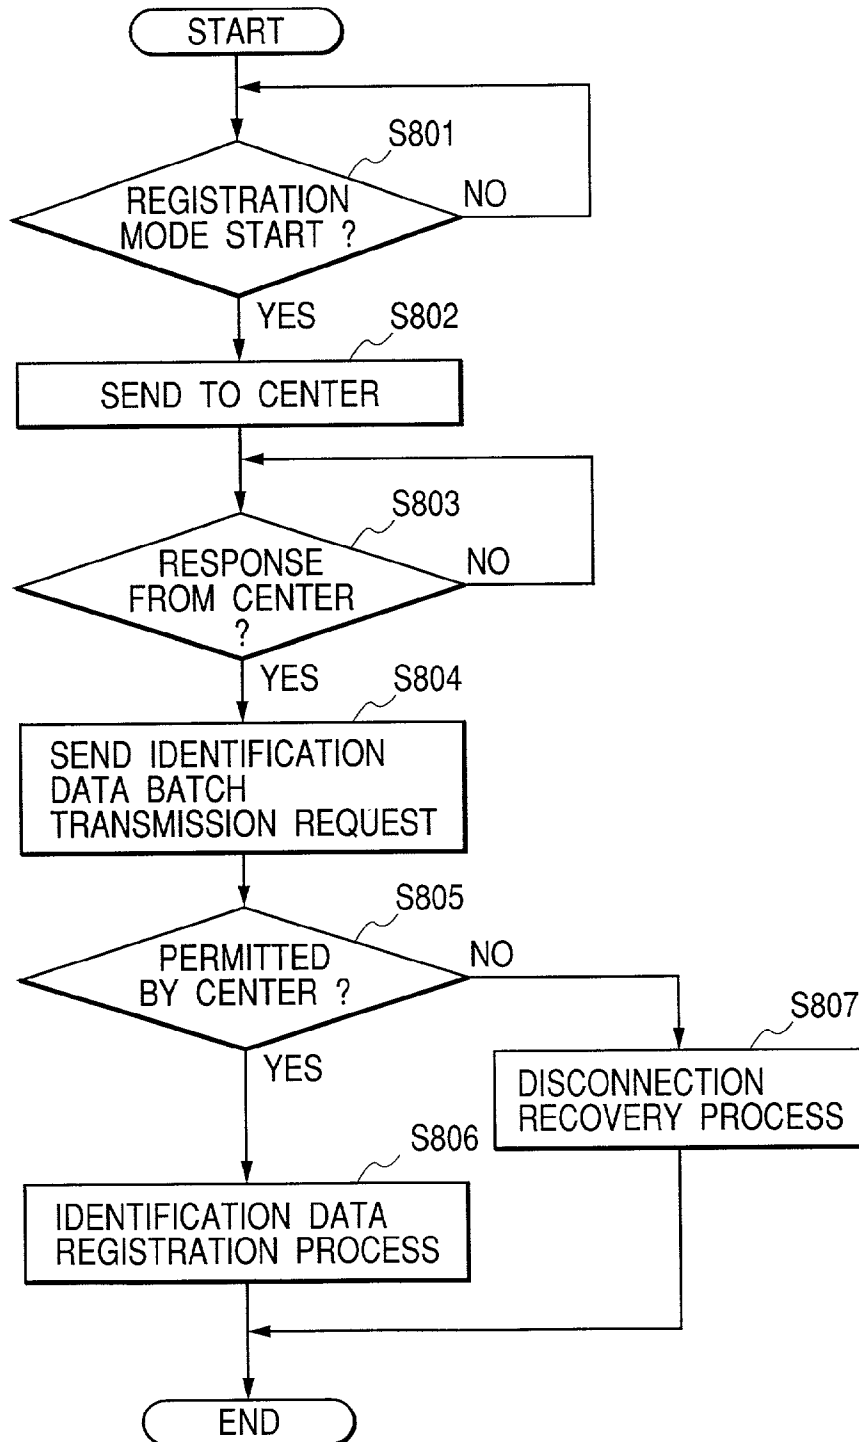 START
S801
REGISTRATION
MODE START ?
NO
YES
S802
SEND TO CENTER
S803
RESPONSE
FROM CENTER
?
NO
YES
S804
SEND IDENTIFICATION
DATA BATCH
TRANSMISSION REQUEST
S805
PERMITTED
BY CENTER ?
NO
YES
S807
DISCONNECTION
RECOVERY PROCESS
S806
IDENTIFICATION DATA
REGISTRATION PROCESS
END